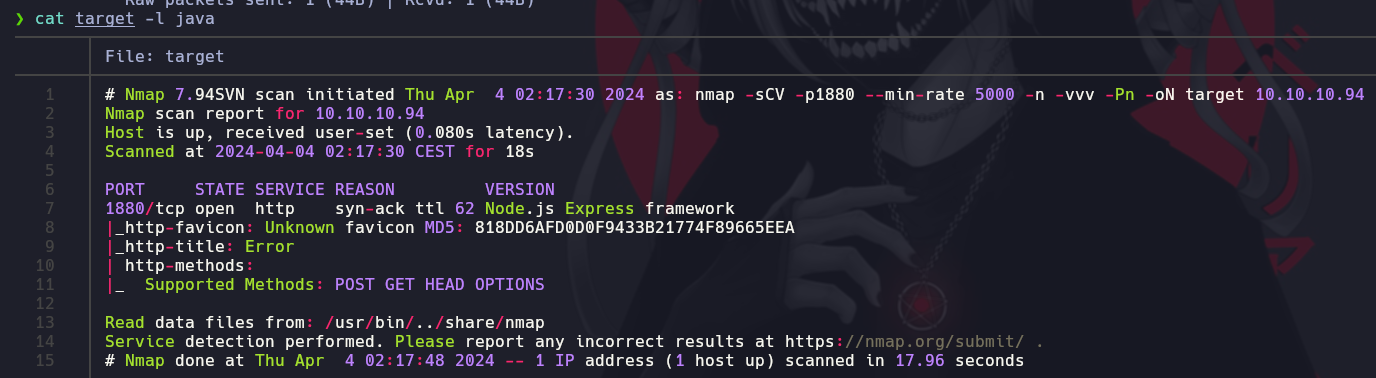 Raw packets sent: 1 (44B) | Rcvd: 1 (44B)
❯ cat target -l java
File: target
1 # Nmap 7.94SVN scan initiated Thu Apr  4 02:17:30 2024 as: nmap -sCV -p1880 --min-rate 5000 -n -vvv -Pn -oN target 10.10.10.94
2 Nmap scan report for 10.10.10.94
3 Host is up, received user-set (0.080s latency).
4 Scanned at 2024-04-04 02:17:30 CEST for 18s
5
6 PORT     STATE SERVICE REASON         VERSION
7 1880/tcp open  http    syn-ack ttl 62 Node.js Express framework
8 |_http-favicon: Unknown favicon MD5: 818DD6AFD0D0F9433B21774F89665EEA
9 |_http-title: Error
10 | http-methods:
11 |_  Supported Methods: POST GET HEAD OPTIONS
12
13 Read data files from: /usr/bin/../share/nmap
14 Service detection performed. Please report any incorrect results at https://nmap.org/submit/ .
15 # Nmap done at Thu Apr  4 02:17:48 2024 -- 1 IP address (1 host up) scanned in 17.96 seconds